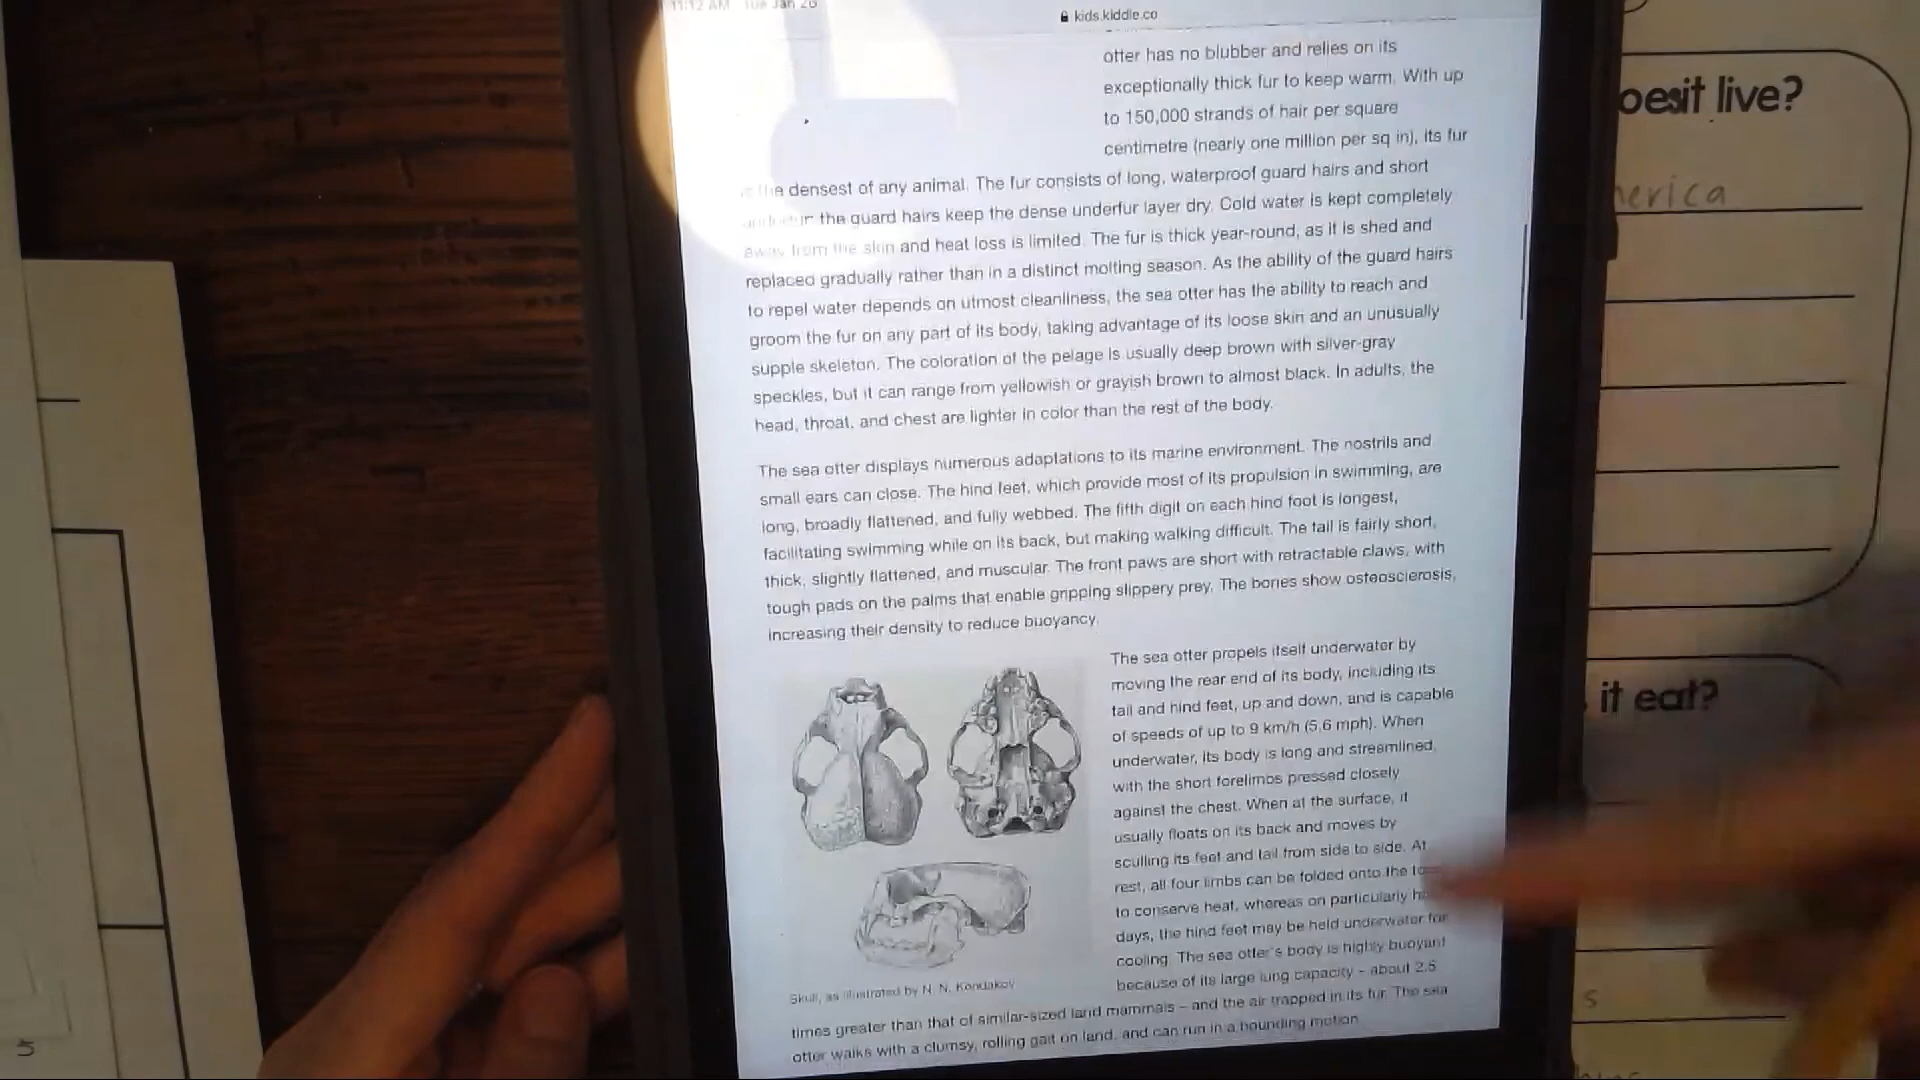 11:12 AM Tue Jan 26
kids.kiddle.co
otter has no blubber and relies on its
exceptionally thick fur to keep warm. With up
to 150,000 strands of hair per square
centimetre (nearly one million per sq in), its fur
is the densest of any animal. The fur consists of long, waterproof guard hairs and short
underfur; the guard hairs keep the dense underfur layer dry. Cold water is kept completely
away from the skin and heat loss is limited. The fur is thick year-round, as it is shed and
replaced gradually rather than in a distinct molting season. As the ability of the guard hairs
to repel water depends on utmost cleanliness, the sea otter has the ability to reach and
groom the fur on any part of its body, taking advantage of its loose skin and an unusually
supple skeleton. The coloration of the pelage is usually deep brown with silver-gray
speckles, but it can range from yellowish or grayish brown to almost black. In adults, the
head, throat, and chest are lighter in color than the rest of the body.
The sea otter displays numerous adaptations to its marine environment. The nostrils and
small ears can close. The hind feet, which provide most of its propulsion in swimming, are
long, broadly flattened, and fully webbed. The fifth digit on each hind foot is longest,
facilitating swimming while on its back, but making walking difficult. The tail is fairly short,
thick, slightly flattened, and muscular. The front paws are short with retractable claws, with
tough pads on the palms that enable gripping slippery prey. The bones show osteosclerosis,
increasing their density to reduce buoyancy.
The sea otter propels itself underwater by
moving the rear end of its body, including its
tail and hind feet, up and down, and is capable
of speeds of up to 9 km/h (5.6 mph). When
underwater, its body is long and streamlined,
with the short forelimbs pressed closely
against the chest. When at the surface, it
usually floats on its back and moves by
sculling its feet and tail from side to side. At
rest, all four limbs can be folded onto the
to conserve heat, whereas on particularly
days, the hind feet may be held underwater for
cooling. The sea otter's body is highly buoyant
because of its large lung capacity – about 2.5
times greater than that of similar-sized land mammals – and the air trapped in its fur. The sea
otter walks with a clumsy, rolling gait on land, and can run in a bounding motion.
Skull, as illustrated by N. N. Kondakov
oes it live?
merica
it eat?
s
5